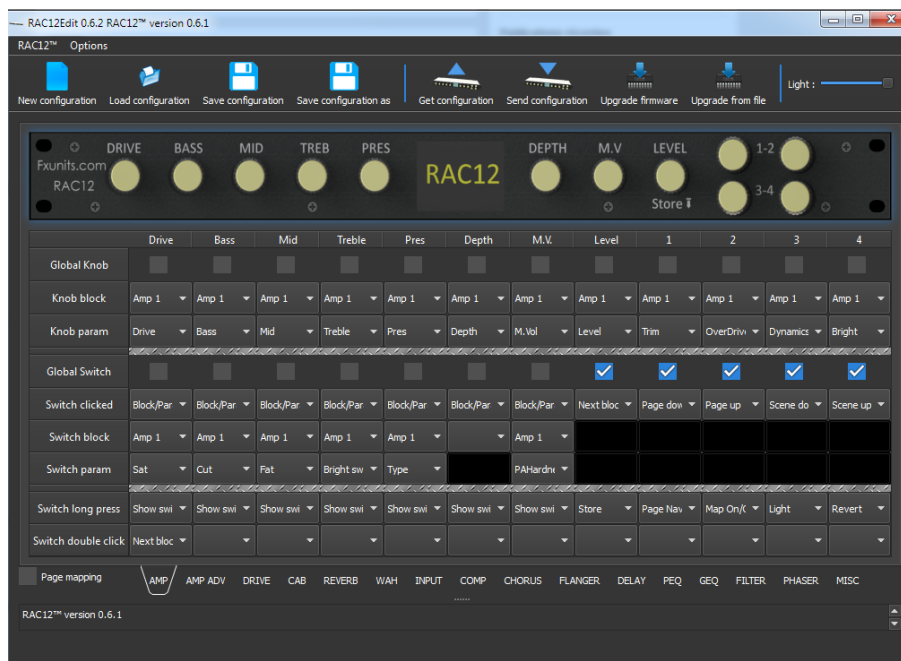 RAC12Edit 0.6.2 RAC12™ version 0.6.1
RAC12™ Options
New configuration Load configuration Save configuration Save configuration as Get configuration Send configuration Upgrade firmware Upgrade from file Light :
DRIVE BASS MID TREB PRES DEPTH M.V LEVEL 1-2
Fxunits.com
RAC12 RAC12 3-4
Store
Drive Bass Mid Treble Pres Depth M.V. Level 1 2 3 4
Global Knob
Knob block Amp 1 Amp 1 Amp 1 Amp 1 Amp 1 Amp 1 Amp 1 Amp 1 Amp 1 Amp 1 Amp 1 Amp 1
Knob param Drive Bass Mid Treble Pres Depth M.Vol Level Trim OverDriv Dynamics Bright
Global Switch
Switch clicked Block/Par Block/Par Block/Par Block/Par Block/Par Block/Par Block/Par Next bloc Page dov Page up Scene do Scene up
Switch block Amp 1 Amp 1 Amp 1 Amp 1 Amp 1 Amp 1
Switch param Sat Cut Fat Bright sw Type PAHardne
Switch long press Show swi Show swi Show swi Show swi Show swi Show swi Show swi Store Page Nav Map On/( Light Revert
Switch double click Next bloc
Page mapping AMP AMP ADV DRIVE CAB REVERB WAH INPUT COMP CHORUS FLANGER DELAY PEQ GEQ FILTER PHASER MISC
RAC12™ version 0.6.1